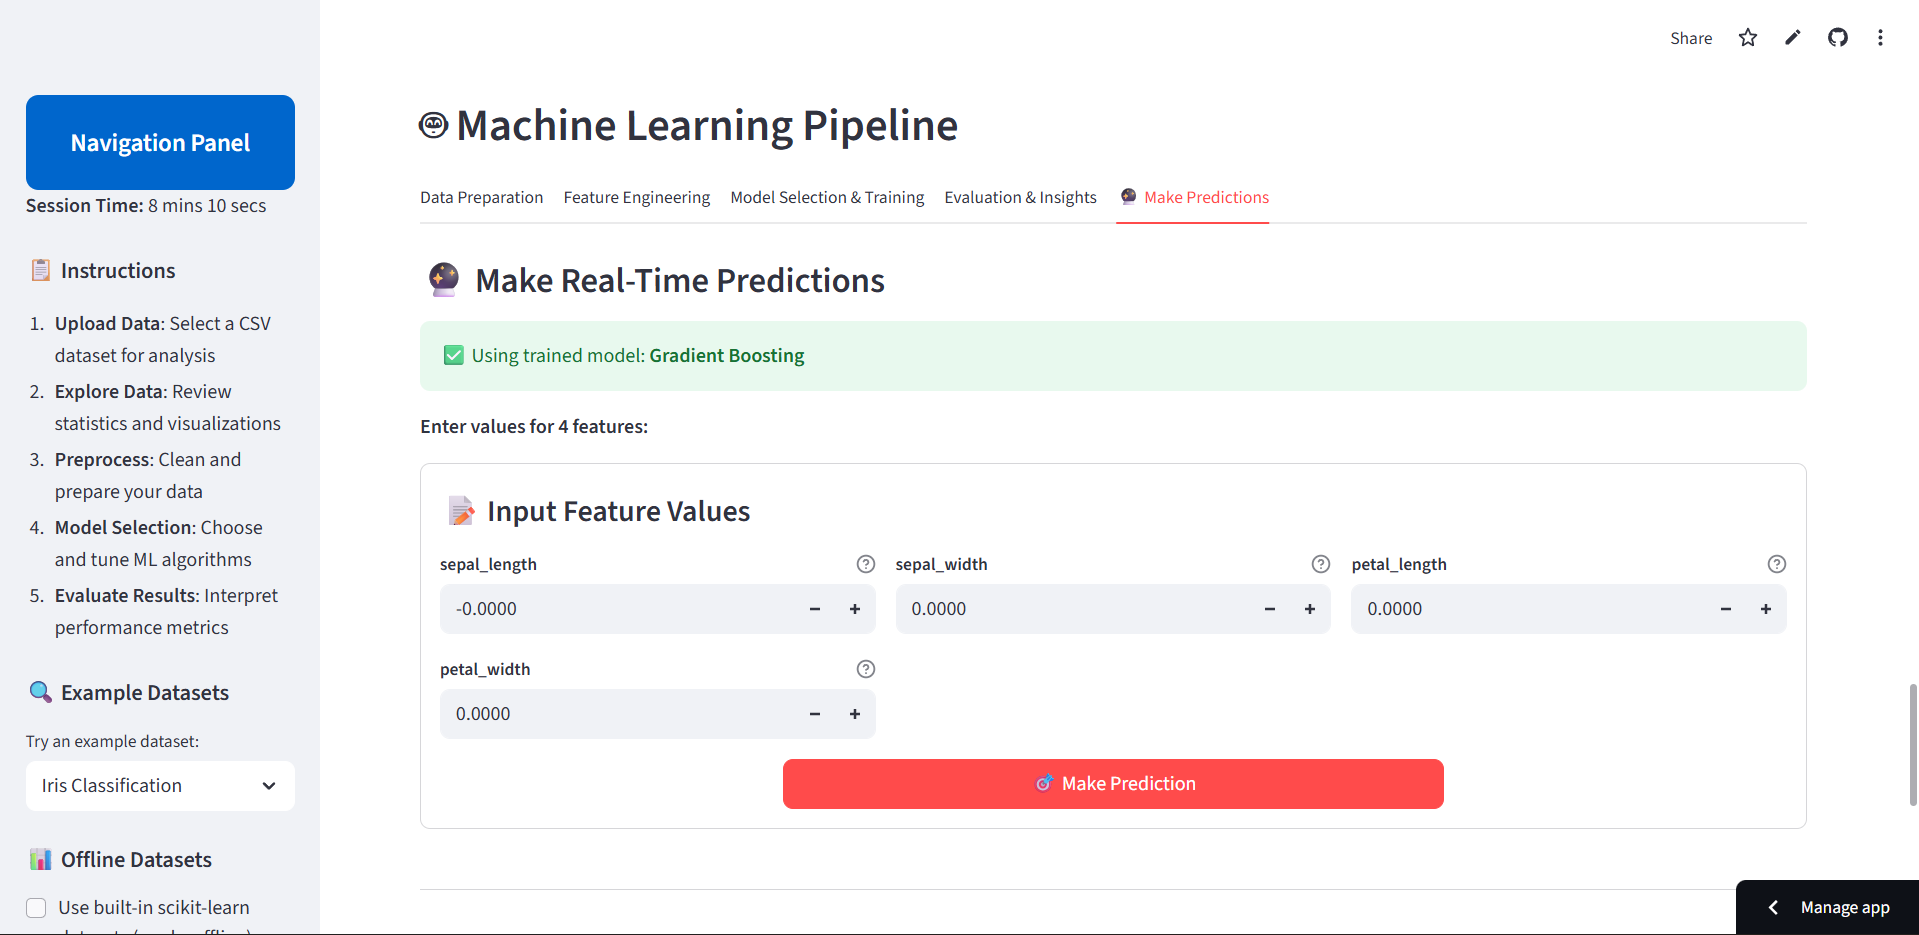 Share
Navigation Panel
Session Time: 8 mins 10 secs
Instructions
1. Upload Data: Select a CSV
dataset for analysis
2. Explore Data: Review
statistics and visualizations
3. Preprocess: Clean and
prepare your data
4. Model Selection: Choose
and tune ML algorithms
5. Evaluate Results: Interpret
performance metrics
Example Datasets
Try an example dataset:
Iris Classification
Offline Datasets
Use built-in scikit-learn
Machine Learning Pipeline
Data Preparation
Feature Engineering
Model Selection & Training
Evaluation & Insights
Make Predictions
Make Real-Time Predictions
Using trained model: Gradient Boosting
Enter values for 4 features:
Input Feature Values
sepal_length
-0.0000
sepal_width
0.0000
petal_length
0.0000
petal_width
0.0000
Make Prediction
Manage app